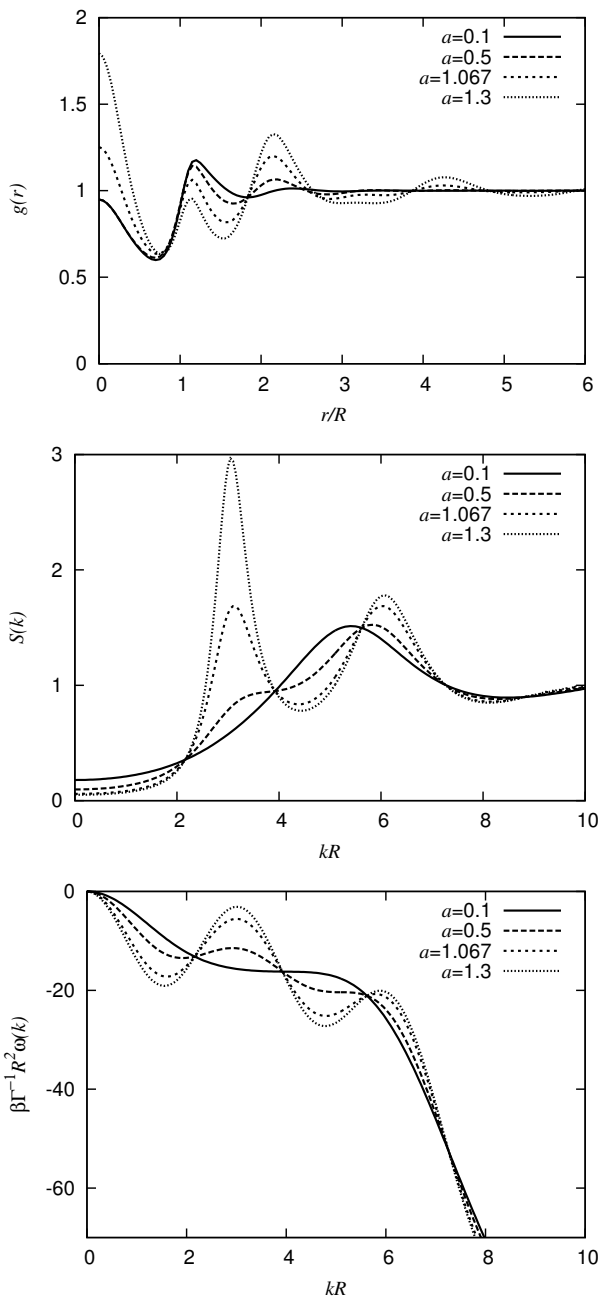 2
1.5
1
0.5
0
g(r)
a=0.1
a=0.5
a=1.067
a=1.3
0 1 2 3 4 5 6
r/R
3
2
1
0
S(k)
a=0.1
a=0.5
a=1.067
a=1.3
0 2 4 6 8 10
kR
0
-20
-40
-60
βΓ⁻¹R²ω(k)
a=0.1
a=0.5
a=1.067
a=1.3
0 2 4 6 8 10
kR